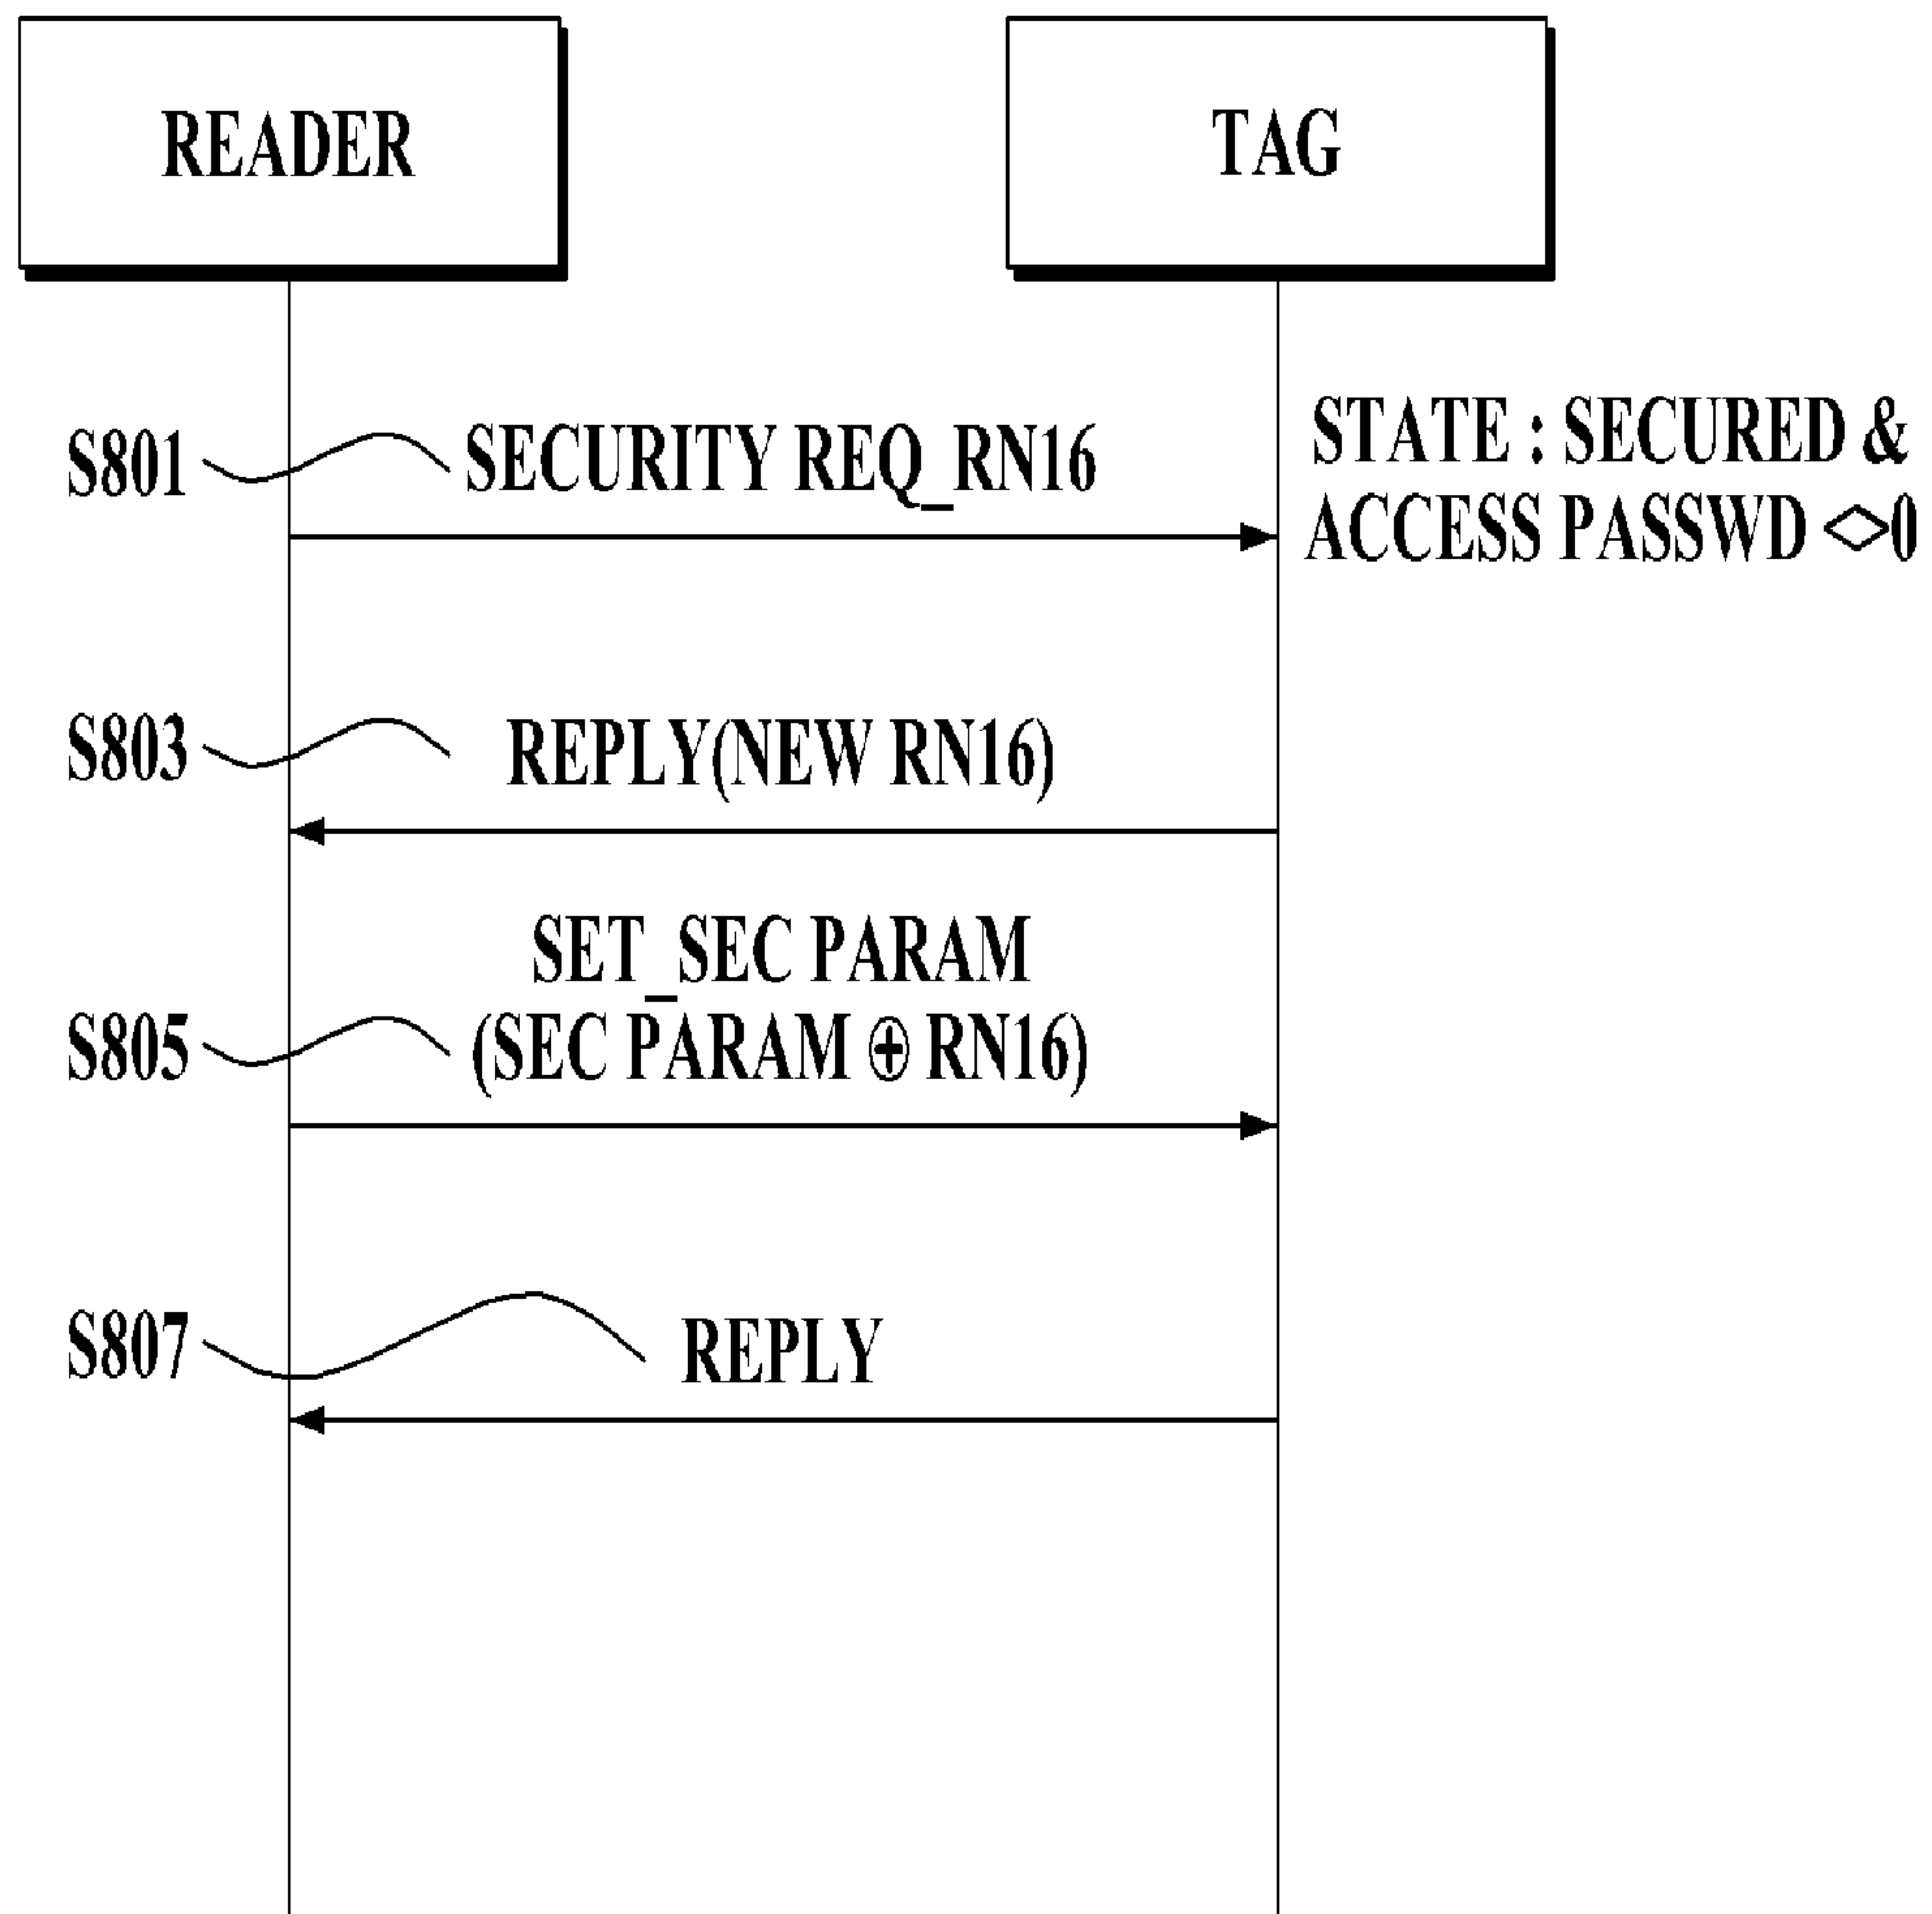 READER
TAG
STATE : SECURED &
ACCESS PASSWD <>0
S801
SECURITY REQ_RN16
S803
REPLY(NEW RN16)
SET_SEC PARAM
S805
(SEC PARAM ⊕ RN16)
S807
REPLY